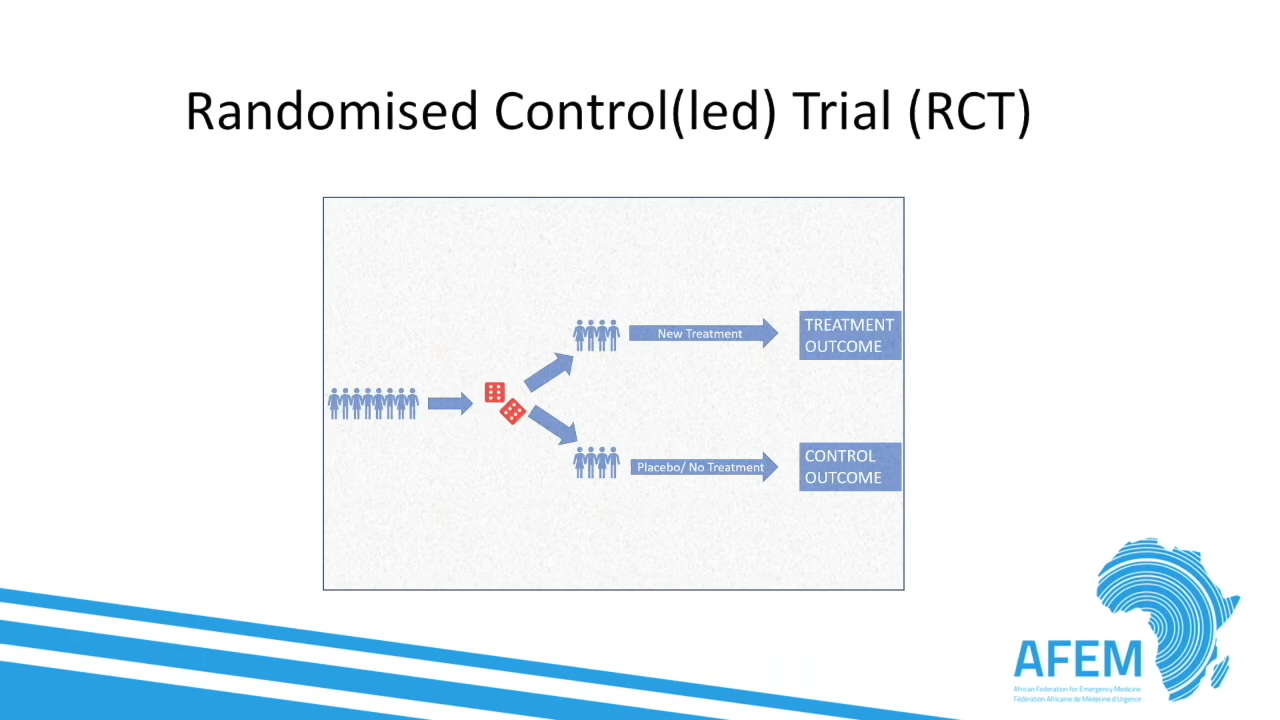 Randomised Control(led) Trial (RCT)
New Treatment
TREATMENT
OUTCOME
Placebo/ No Treatment
CONTROL
OUTCOME
AFEM
African Federation for Emergency Medicine
Fédération Africaine de Médecine d'Urgence